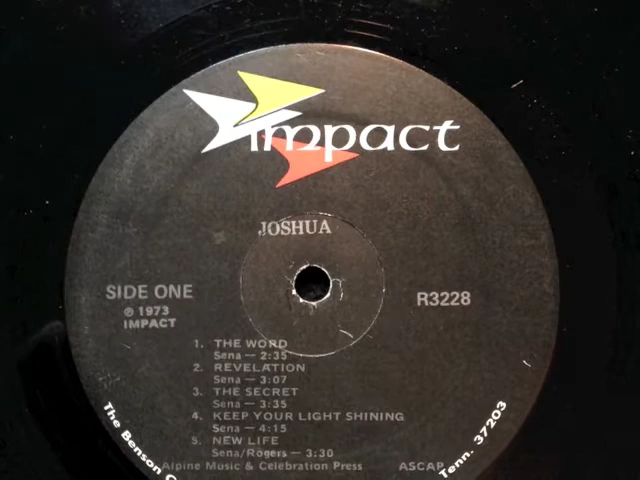 impact
JOSHUA
SIDE ONE
℗ 1973
IMPACT
R3228
1. THE WORD
Sena — 2:35
2. REVELATION
Sena — 3:07
3. THE SECRET
Sena — 3:35
4. KEEP YOUR LIGHT SHINING
Sena — 4:15
5. NEW LIFE
Sena/Rogers — 3:30
Alpine Music & Celebration Press ASCAP
The Benson
Tenn. 37203